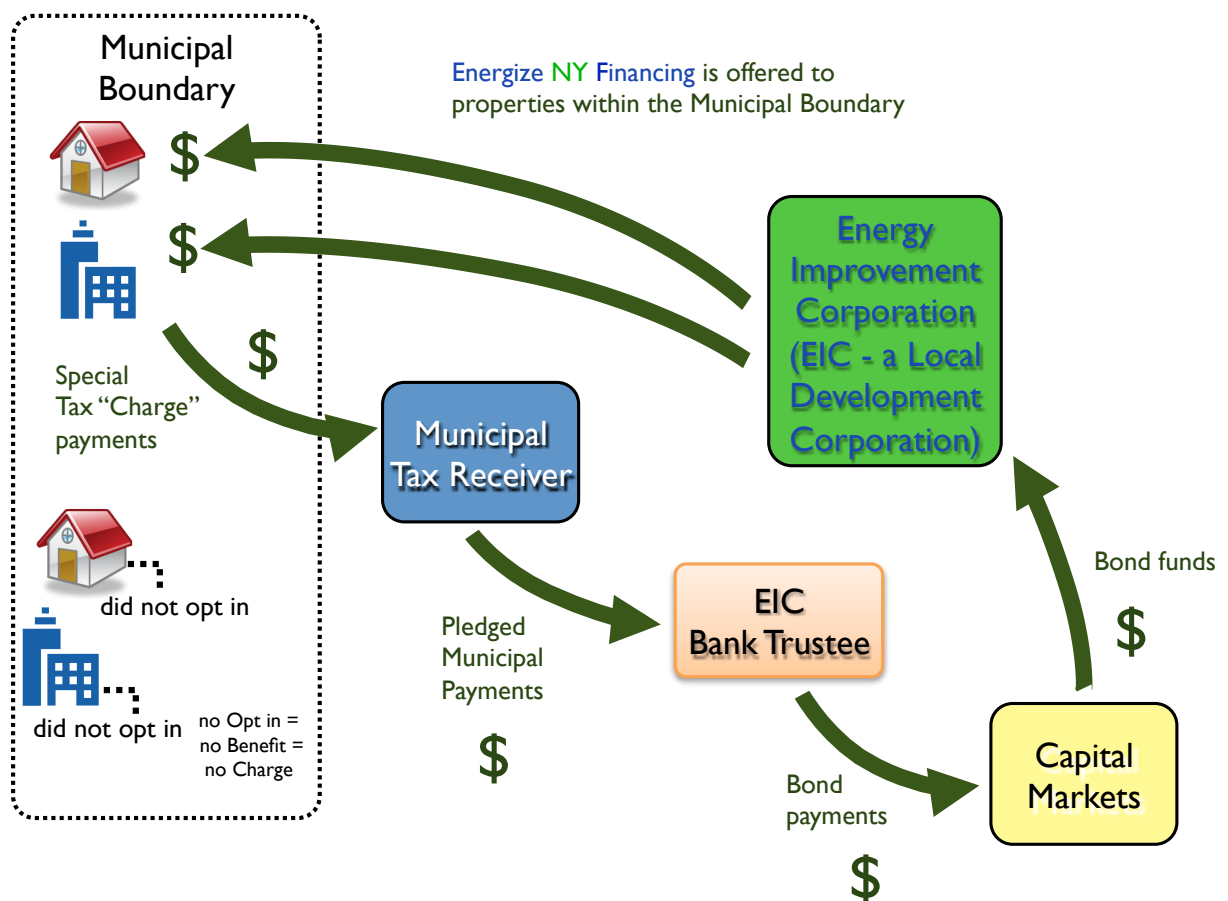 Municipal
Boundary
$
$
Energize NY Financing is offered to
properties within the Municipal Boundary
Energy
Improvement
Corporation
(EIC - a Local
Development
Corporation)
$
Special
Tax “Charge”
payments
Municipal
Tax Receiver
did not opt in
did not opt in
no Opt in =
no Benefit =
no Charge
Pledged
Municipal
Payments
$
EIC
Bank Trustee
Bond funds
$
Bond
payments
$
Capital
Markets